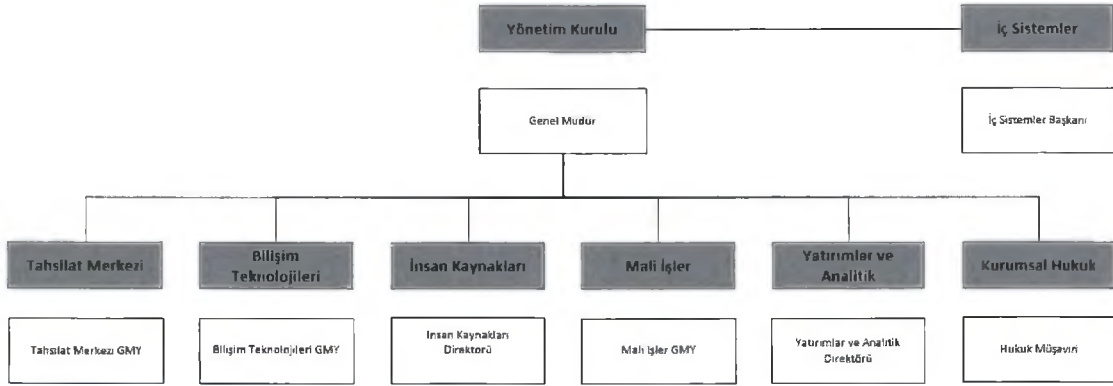 Yönetim Kurulu
İç Sistemler
Genel Müdür
İç Sistemler Başkanı
Tahsilat Merkezi
Bilişim
Teknolojileri
İnsan Kaynakları
Mali İşler
Yatırımlar ve
Analitik
Kurumsal Hukuk
Tahsilat Merkezi GMY
Bilişim Teknolojileri GMY
İnsan Kaynakları
Direktörü
Mali İşler GMY
Yatırımlar ve Analitik
Direktörü
Hukuk Müşaviri